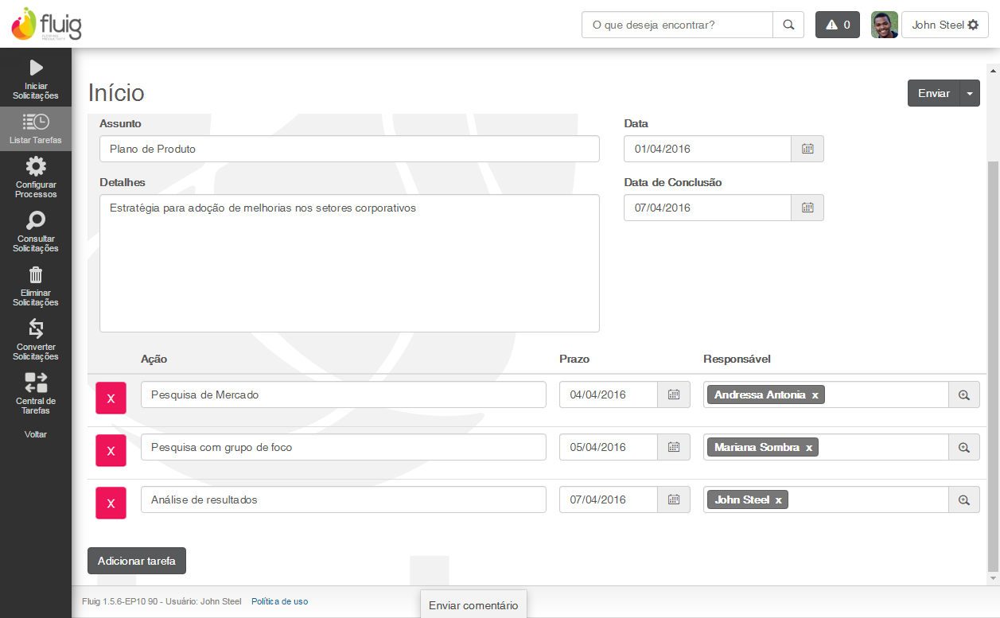 fluig
FLOWING
PRODUCTIVITY
O que deseja encontrar?
0
John Steel
Iniciar
Solicitações
Listar Tarefas
Configurar
Processos
Consultar
Solicitações
Eliminar
Solicitações
Converter
Solicitações
Central de
Tarefas
Voltar
Início
Enviar
Assunto
Data
Plano de Produto
01/04/2016
Detalhes
Data de Conclusão
Estratégia para adoção de melhorias nos setores corporativos
07/04/2016
Ação
Prazo
Responsável
X
Pesquisa de Mercado
04/04/2016
Andressa Antonia x
X
Pesquisa com grupo de foco
05/04/2016
Mariana Sombra x
X
Análise de resultados
07/04/2016
John Steel x
Adicionar tarefa
Fluig 1.5.6-EP10 90 - Usuário: John Steel Política de uso
Enviar comentário